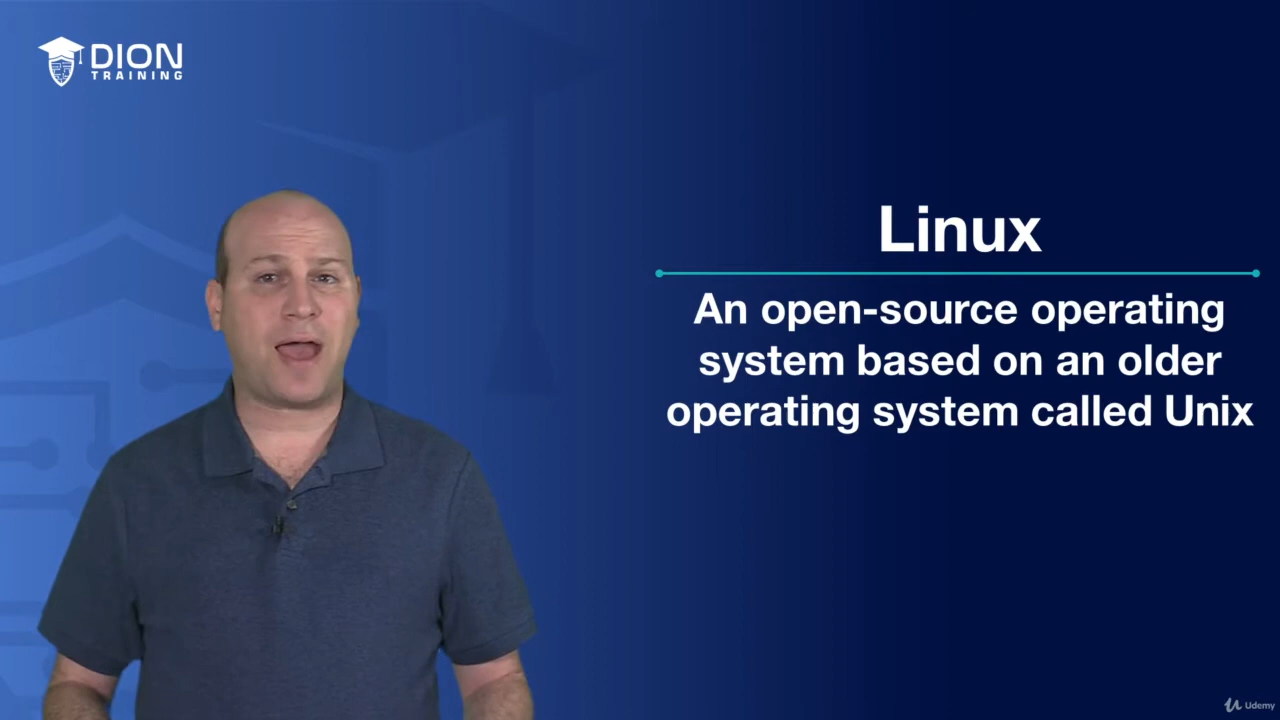 DION
TRAINING
Linux
An open-source operating
system based on an older
operating system called Unix
Udemy